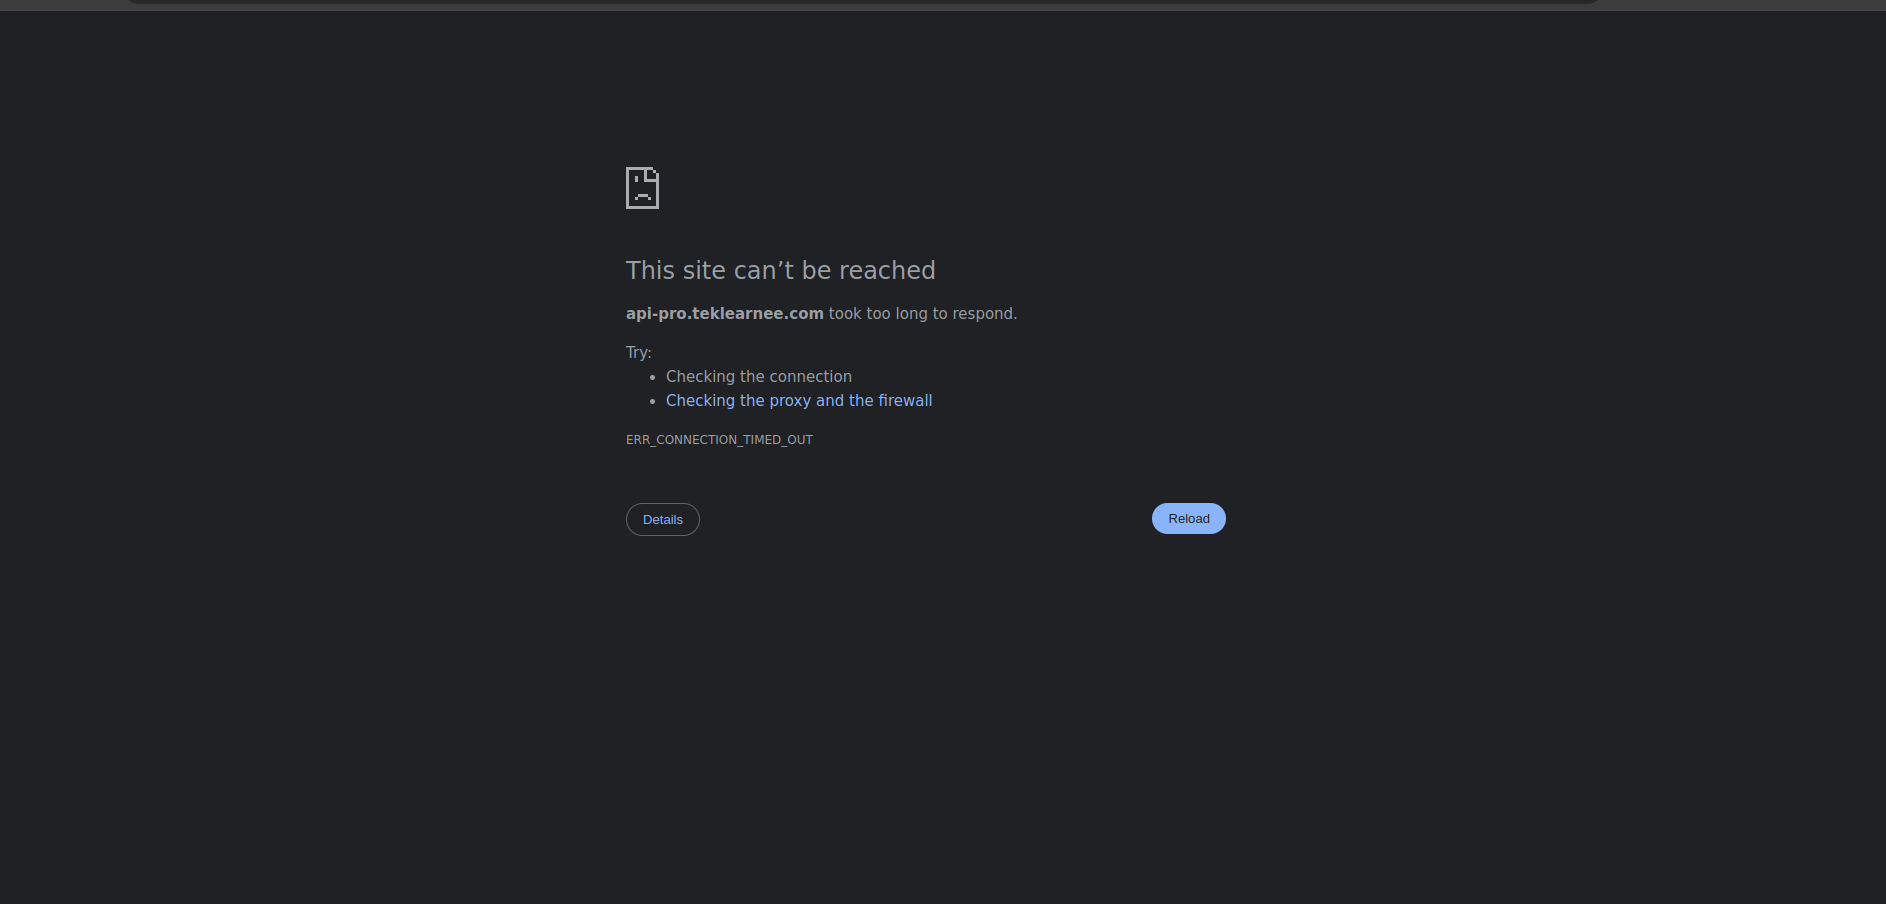 This site can’t be reached
api-pro.teklearnee.com took too long to respond.
Try:
Checking the connection
Checking the proxy and the firewall
ERR_CONNECTION_TIMED_OUT
Details
Reload